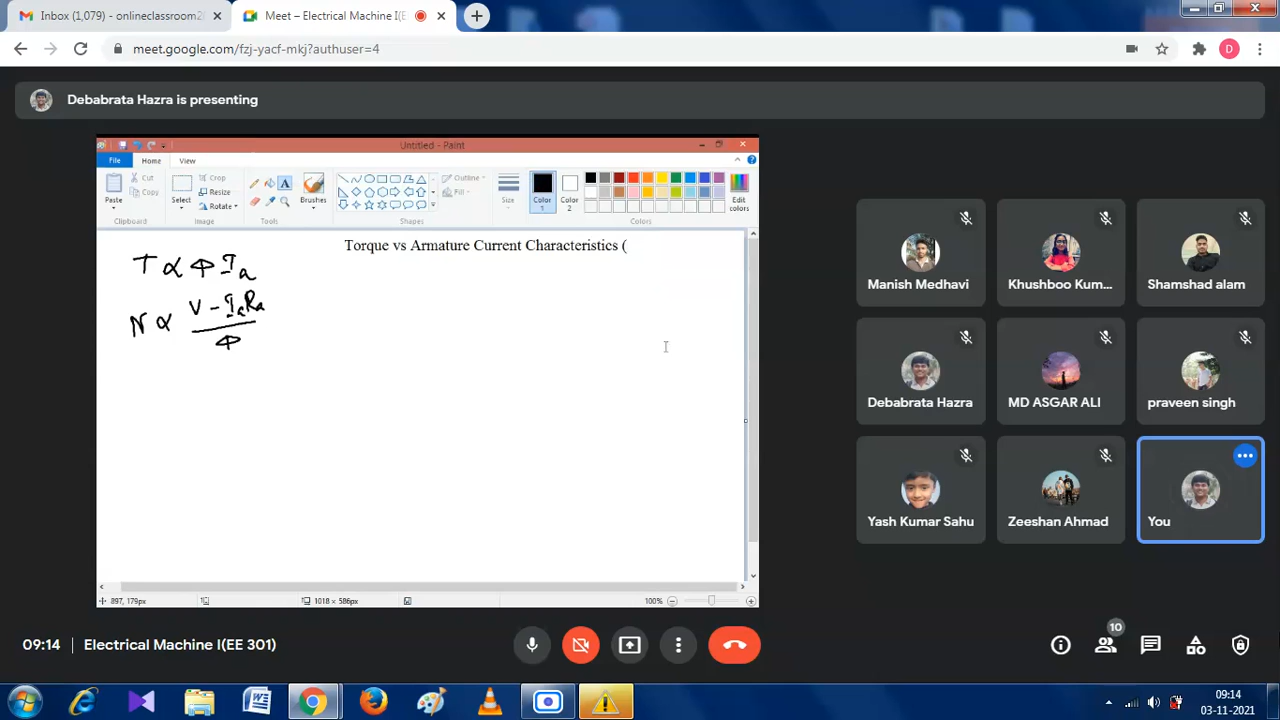 Inbox (1,079) - onlineclassroom2
Meet – Electrical Machine I(EE 3
meet.google.com/fzj-yacf-mkj?authuser=4
D
Debabrata Hazra is presenting
Untitled - Paint
File Home View
Paste
Cut
Copy
Clipboard
Select
Crop
Resize
Rotate
Image
A
Tools
Brushes
Outline
Fill
Shapes
Size
Color 1
Color 2
Edit colors
Colors
Torque vs Armature Current Characteristics (
T ∝ Φ Ia
N ∝ V - IaRa / Φ
897, 179px
1018 × 586px
100%
Manish Medhavi
Khushboo Kum...
Shamshad alam
Debabrata Hazra
MD ASGAR ALI
praveen singh
Yash Kumar Sahu
Zeeshan Ahmad
You
09:14 | Electrical Machine I(EE 301)
10
09:14
03-11-2021